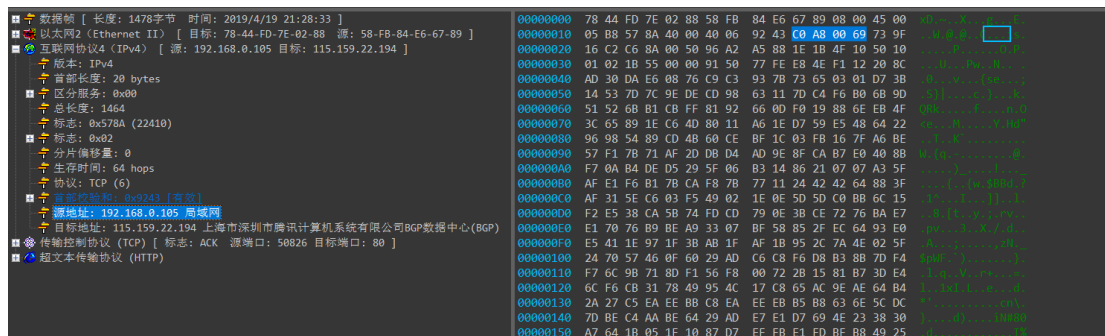 数据帧 [ 长度: 1478字节 时间: 2019/4/19 21:28:33 ]
以太网2 (Ethernet II) [ 目标: 78-44-FD-7E-02-88 源: 58-FB-84-E6-67-89 ]
互联网协议4 (IPv4) [ 源: 192.168.0.105 目标: 115.159.22.194 ]
版本: IPv4
首部长度: 20 bytes
区分服务: 0x00
总长度: 1464
标志: 0x578A (22410)
标志: 0x02
分片偏移量: 0
生存时间: 64 hops
协议: TCP (6)
首部校验和: 0x9243 [有效]
源地址: 192.168.0.105 局域网
目标地址: 115.159.22.194 上海市深圳市腾讯计算机系统有限公司BGP数据中心(BGP)
传输控制协议 (TCP) [ 标志: ACK 源端口: 50826 目标端口: 80 ]
超文本传输协议 (HTTP)
00000000 78 44 FD 7E 02 88 58 FB 84 E6 67 89 08 00 45 00
00000010 05 B8 57 8A 40 00 40 06 92 43 C0 A8 00 69 73 9F
00000020 16 C2 C6 8A 00 50 96 A2 A5 88 1E 1B 4F 10 50 10
00000030 01 02 1B 55 00 00 91 50 77 FE E8 4E F1 12 20 8C
00000040 AD 30 DA E6 08 76 C9 C3 93 7B 73 65 03 01 D7 3B
00000050 14 53 7D 7C 9E DE CD 98 63 11 7D C4 F6 B0 6B 9D
00000060 51 52 6B B1 CB FF 81 92 66 0D F0 19 88 6E EB 4F
00000070 3C 65 89 1E C6 4D 80 11 A6 1E D7 59 E5 48 64 22
00000080 96 98 54 89 CD 4B 60 CE BF 1C 03 FB 16 7F A6 BE
00000090 57 F1 7B 71 AF 2D DB D4 AD 9E 8F CA B7 E0 40 8B
000000A0 F7 0A B4 DE D5 29 5F 06 B3 14 86 21 07 07 A3 5F
000000B0 AF E1 F6 B1 7B CA F8 7B 77 11 24 42 42 64 88 3F
000000C0 AF 31 5E C6 03 F5 49 02 1E 0E 5D 5D C0 BB 6C 15
000000D0 F2 E5 38 CA 5B 74 FD CD 79 0E 3B CE 72 76 BA E7
000000E0 E1 70 76 B9 BE A9 33 07 BF 58 85 2F EC 64 93 E0
000000F0 E5 41 1E 97 1F 3B AB 1F AF 1B 95 2C 7A 4E 02 5F
00000100 24 70 57 46 0F 60 29 AD C6 C8 F6 D8 B3 8B 7D F4
00000110 F7 6C 9B 71 8D F1 56 F8 00 72 2B 15 81 B7 3D E4
00000120 6C F6 CB 31 78 49 95 4C 17 C8 65 AC 9E AE 64 B4
00000130 2A 27 C5 EA EE BB C8 EA EE EB B5 B8 63 6E 5C DC
00000140 7D BE C4 AA BE 64 29 AD E7 E1 D7 69 4E 23 38 30
00000150 A7 64 1B 05 1F 10 87 D7 EE FB E1 FD BF B8 49 25